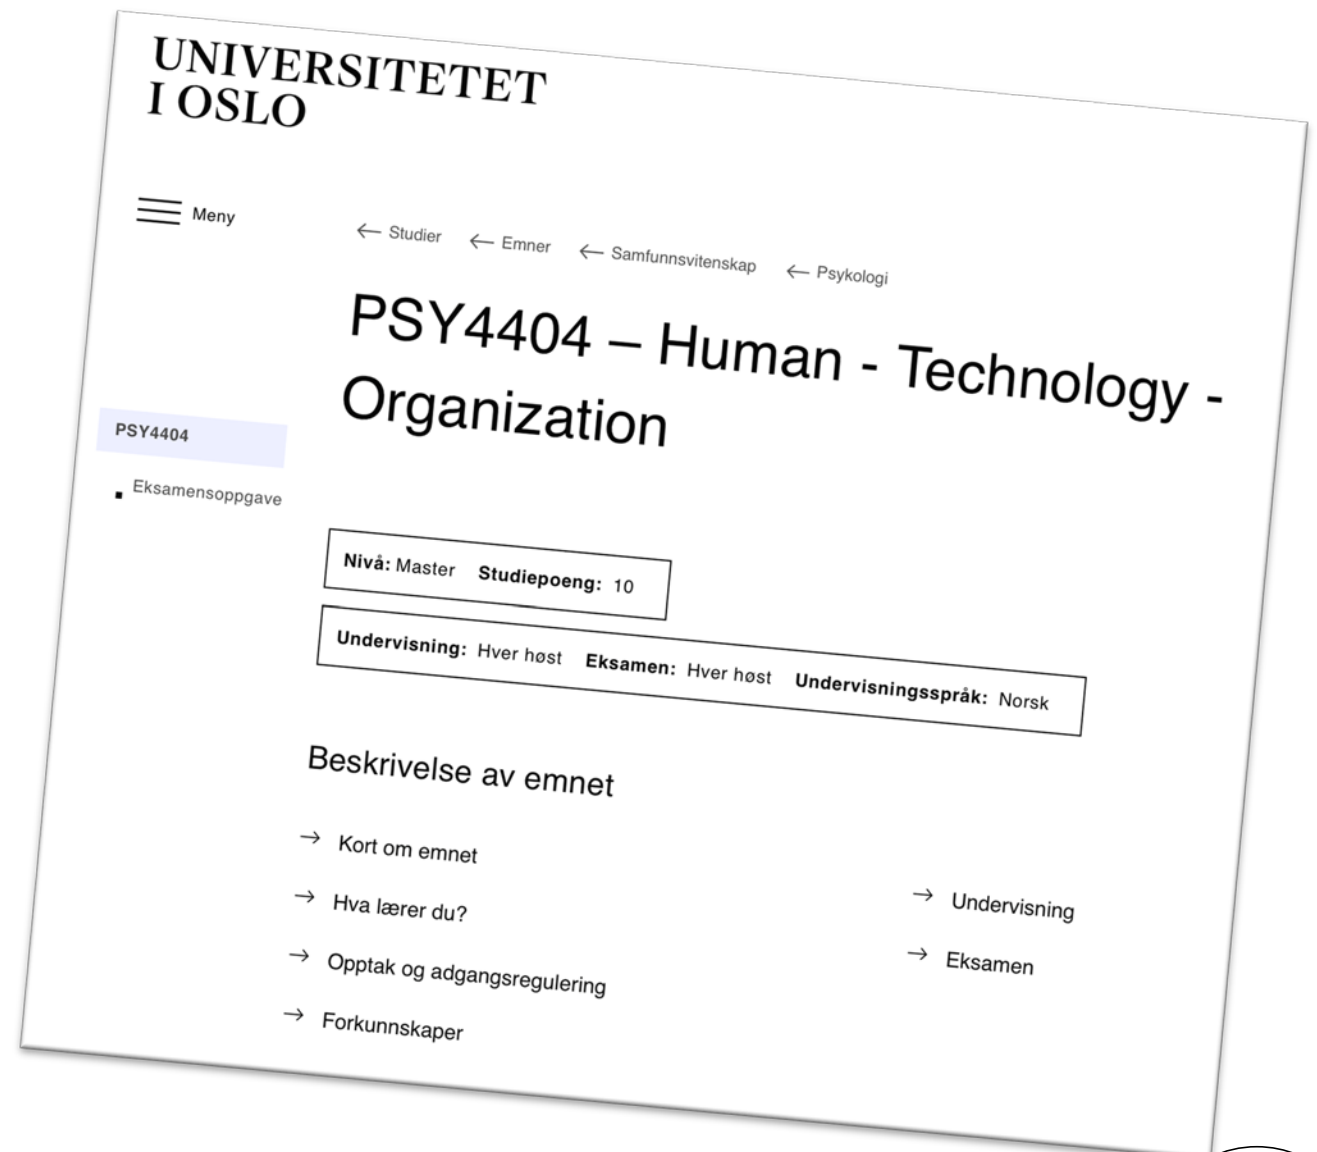 UNIVERSITETET
I OSLO
Meny
← Studier ← Emner ← Samfunnsvitenskap ← Psykologi
PSY4404 – Human - Technology -
Organization
PSY4404
▪ Eksamensoppgave
Nivå: Master Studiepoeng: 10
Undervisning: Hver høst Eksamen: Hver høst Undervisningsspråk: Norsk
Beskrivelse av emnet
→ Kort om emnet
→ Hva lærer du?
→ Opptak og adgangsregulering
→ Forkunnskaper
→ Undervisning
→ Eksamen